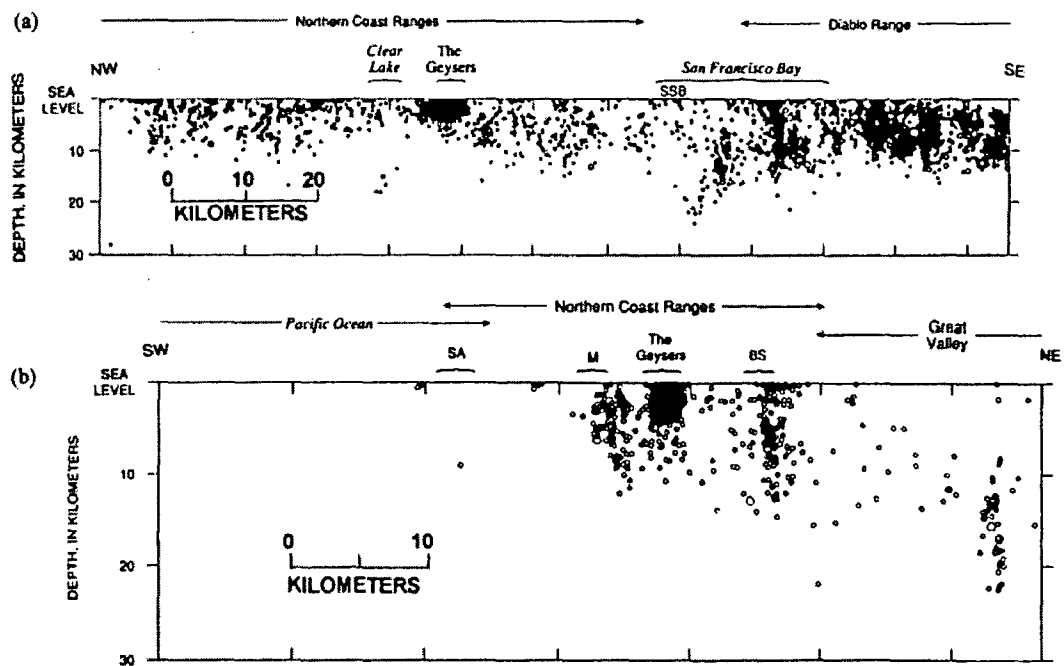 (a)
Northern Coast Ranges
Diablo Range
Clear Lake
The Geysers
San Francisco Bay
NW
SSB
SE
SEA LEVEL
10
20
30
DEPTH, IN KILOMETERS
0 10 20
KILOMETERS
Northern Coast Ranges
Pacific Ocean
Great Valley
SW
SA
M
The Geysers
BS
NE
(b)
SEA LEVEL
10
20
30
DEPTH, IN KILOMETERS
0 10
KILOMETERS